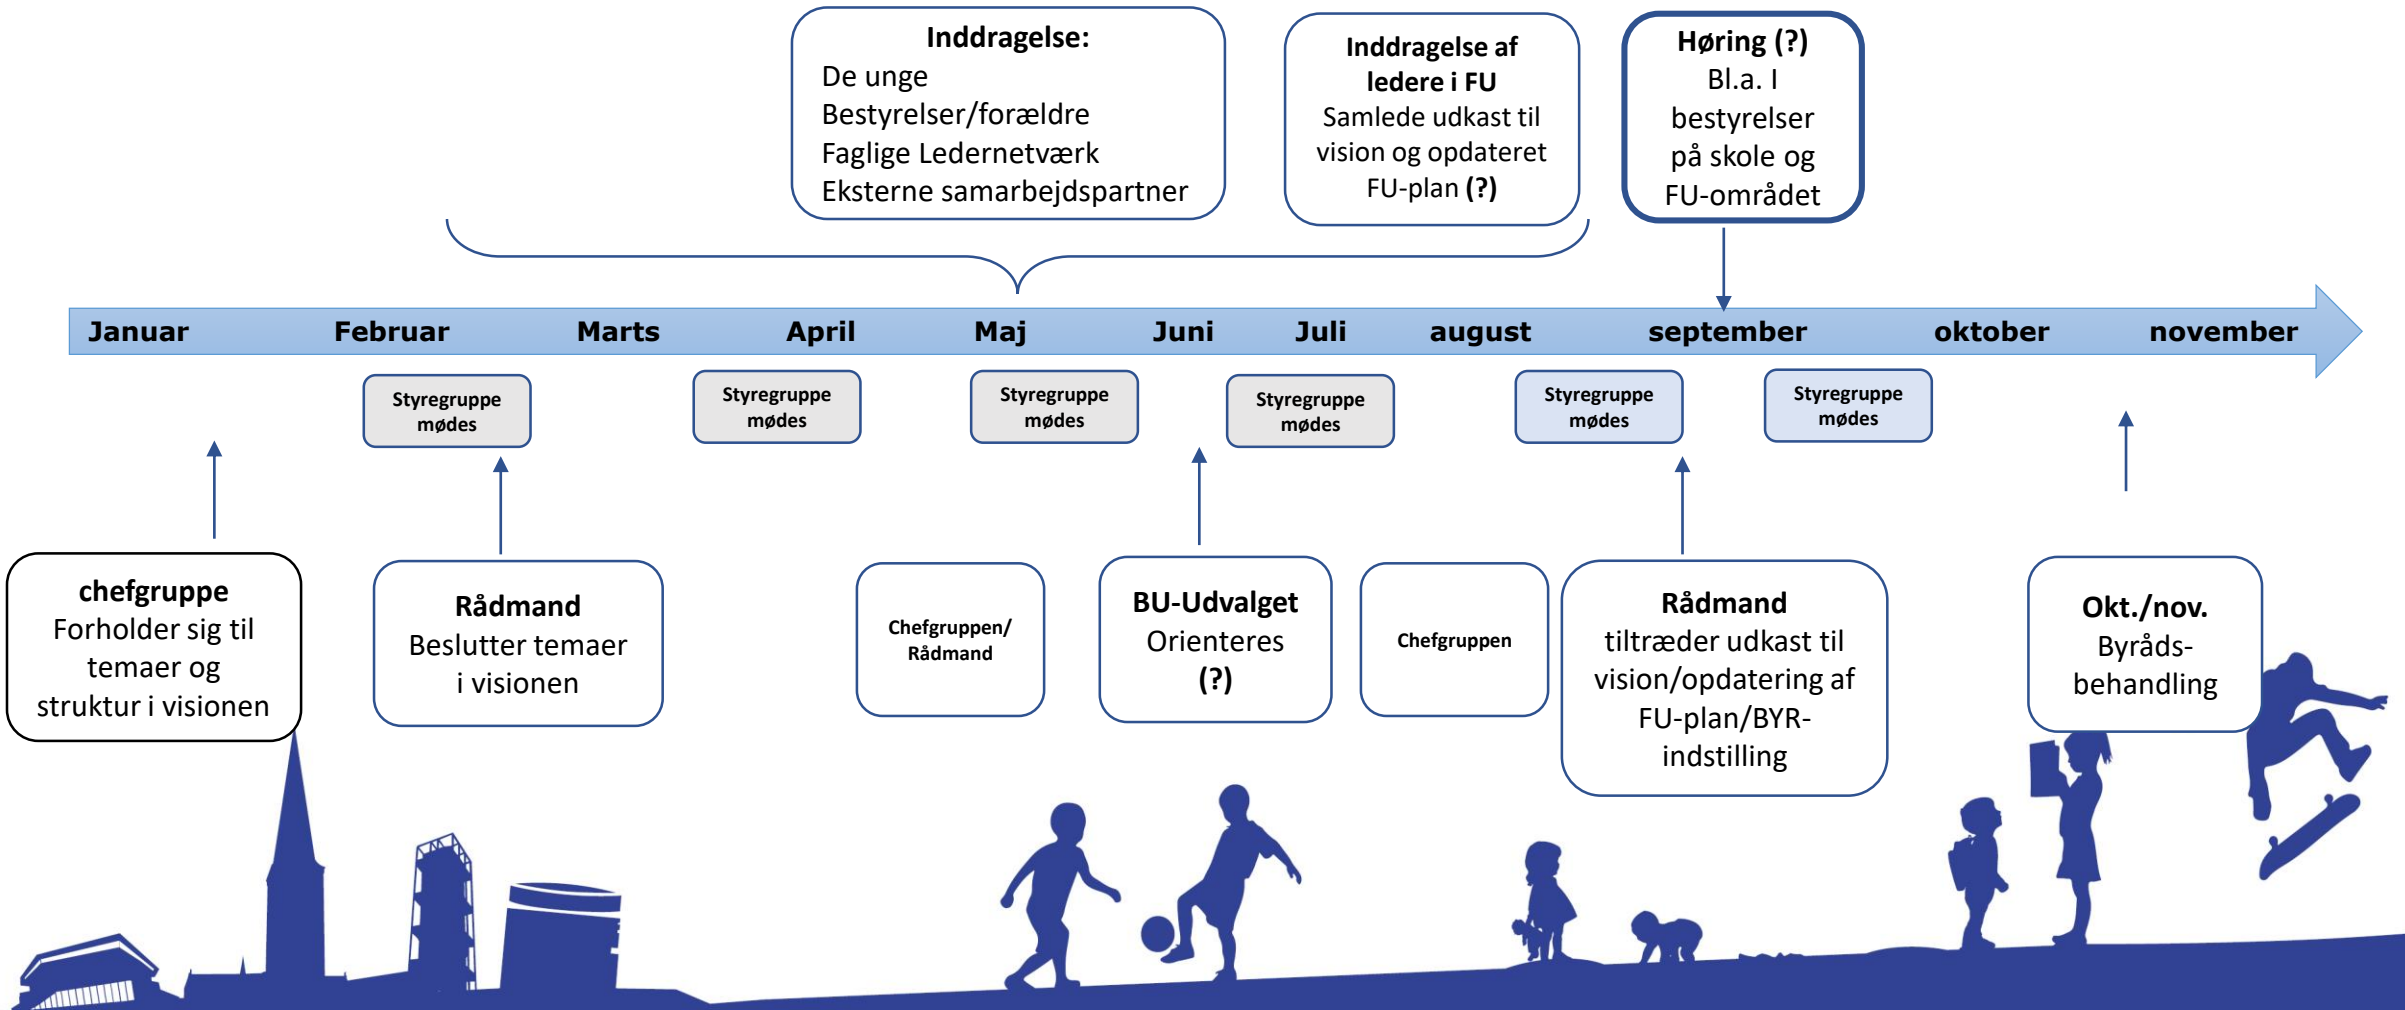 Inddragelse:
De unge
Bestyrelser/forældre
Faglige Ledernetværk
Eksterne samarbejdspartner
Inddragelse af
ledere i FU
Samlede udkast til
vision og opdateret
FU-plan (?)
Høring (?)
Bl.a. I
bestyrelser
på skole og
FU-området
Januar Februar Marts April Maj Juni Juli august september oktober november
Styregruppe
mødes
Styregruppe
mødes
Styregruppe
mødes
Styregruppe
mødes
Styregruppe
mødes
Styregruppe
mødes
chefgruppe
Forholder sig til
temaer og
struktur i visionen
Rådmand
Beslutter temaer
i visionen
Chefgruppen/
Rådmand
BU-Udvalget
Orienteres
(?)
Chefgruppen
Rådmand
tiltræder udkast til
vision/opdatering af
FU-plan/BYR-
indstilling
Okt./nov.
Byråds-
behandling